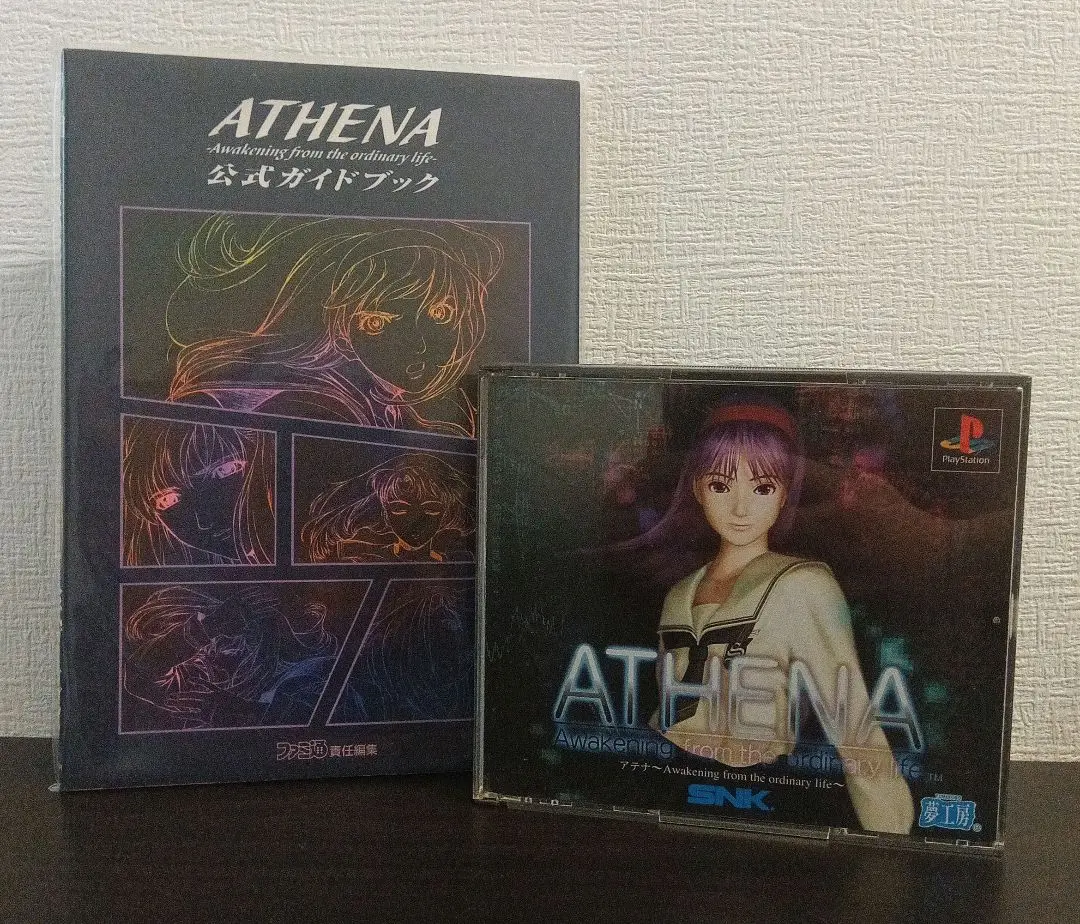 ATHENA
-Awakening from the ordinary life-
公式ガイドブック
ファミ通 責任編集
PlayStation
S
ATHENA
Awakening from the ordinary life TM
アテナ～Awakening from the ordinary life～
SNK®
夢工房®